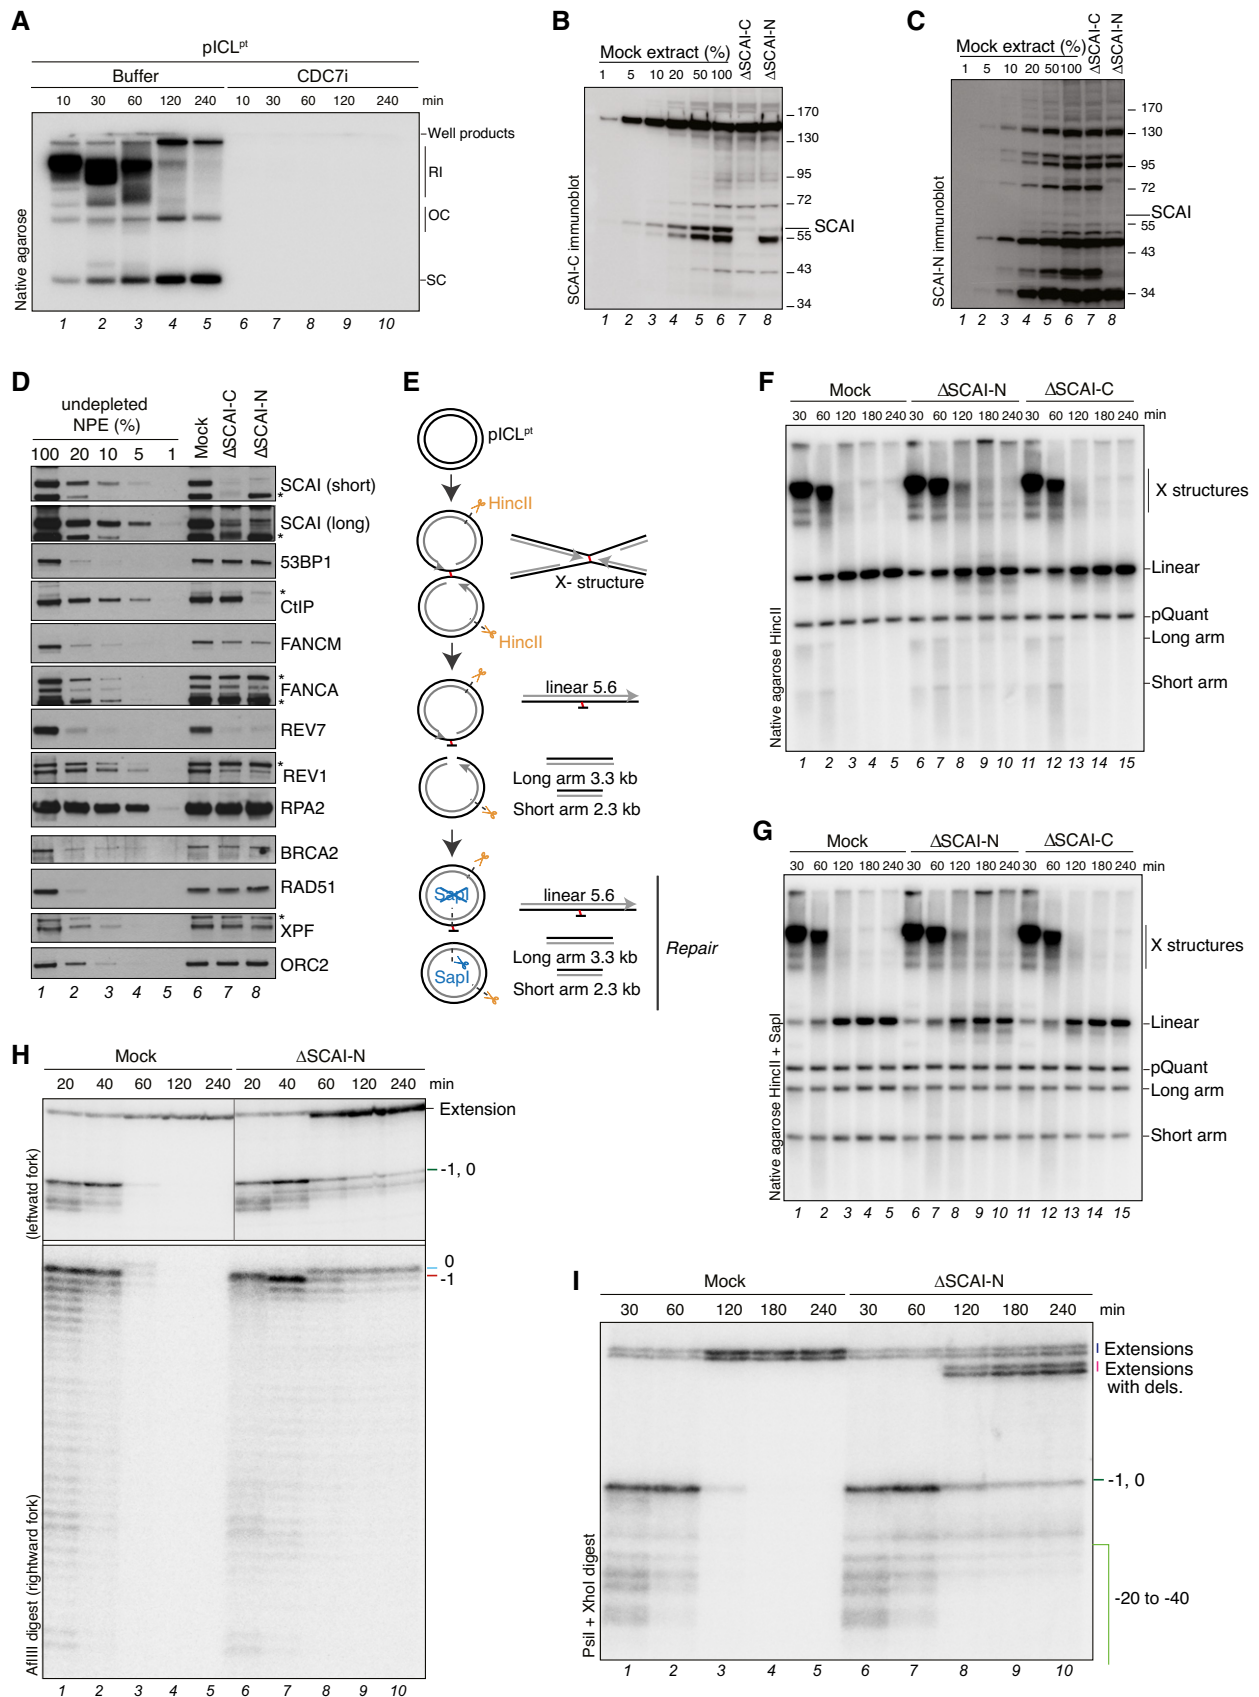 A
pICLpt
Buffer CDC7i
10 30 60 120 240 10 30 60 120 240 min
Well products
RI
OC
SC
Native agarose
1 2 3 4 5 6 7 8 9 10
B
Mock extract (%)
ΔSCAI-C
ΔSCAI-N
1 5 10 20 50 100
170
130
95
72
SCAI
55
43
34
SCAI-C immunoblot
1 2 3 4 5 6 7 8
C
Mock extract (%)
ΔSCAI-C
ΔSCAI-N
1 5 10 20 50 100
170
130
95
72
SCAI
55
43
34
SCAI-N immunoblot
1 2 3 4 5 6 7 8
D
undepleted
NPE (%)
Mock
ΔSCAI-C
ΔSCAI-N
100 20 10 5 1
SCAI (short)
*
SCAI (long)
*
53BP1
*
CtIP
FANCM
*
FANCA
*
REV7
*
REV1
RPA2
BRCA2
RAD51
*
XPF
ORC2
1 2 3 4 5 6 7 8
E
pICLpt
HincII
X- structure
HincII
linear 5.6
Long arm 3.3 kb
Short arm 2.3 kb
SapI
linear 5.6
Repair
Long arm 3.3 kb
SapI
Short arm 2.3 kb
F
Mock ΔSCAI-N ΔSCAI-C
30 60 120 180 240 30 60 120 180 240 30 60 120 180 240 min
X structures
Linear
pQuant
Long arm
Short arm
Native agarose HincII
1 2 3 4 5 6 7 8 9 10 11 12 13 14 15
G
Mock ΔSCAI-N ΔSCAI-C
30 60 120 180 240 30 60 120 180 240 30 60 120 180 240 min
X structures
Linear
pQuant
Long arm
Short arm
Native agarose HincII + SapI
1 2 3 4 5 6 7 8 9 10 11 12 13 14 15
H
Mock ΔSCAI-N
20 40 60 120 240 20 40 60 120 240 min
Extension
-1, 0
(leftwatd fork)
0
-1
AflIII digest (rightward fork)
1 2 3 4 5 6 7 8 9 10
I
Mock ΔSCAI-N
30 60 120 180 240 30 60 120 180 240 min
Extensions
Extensions
with dels.
-1, 0
-20 to -40
PsiI + XhoI digest
1 2 3 4 5 6 7 8 9 10